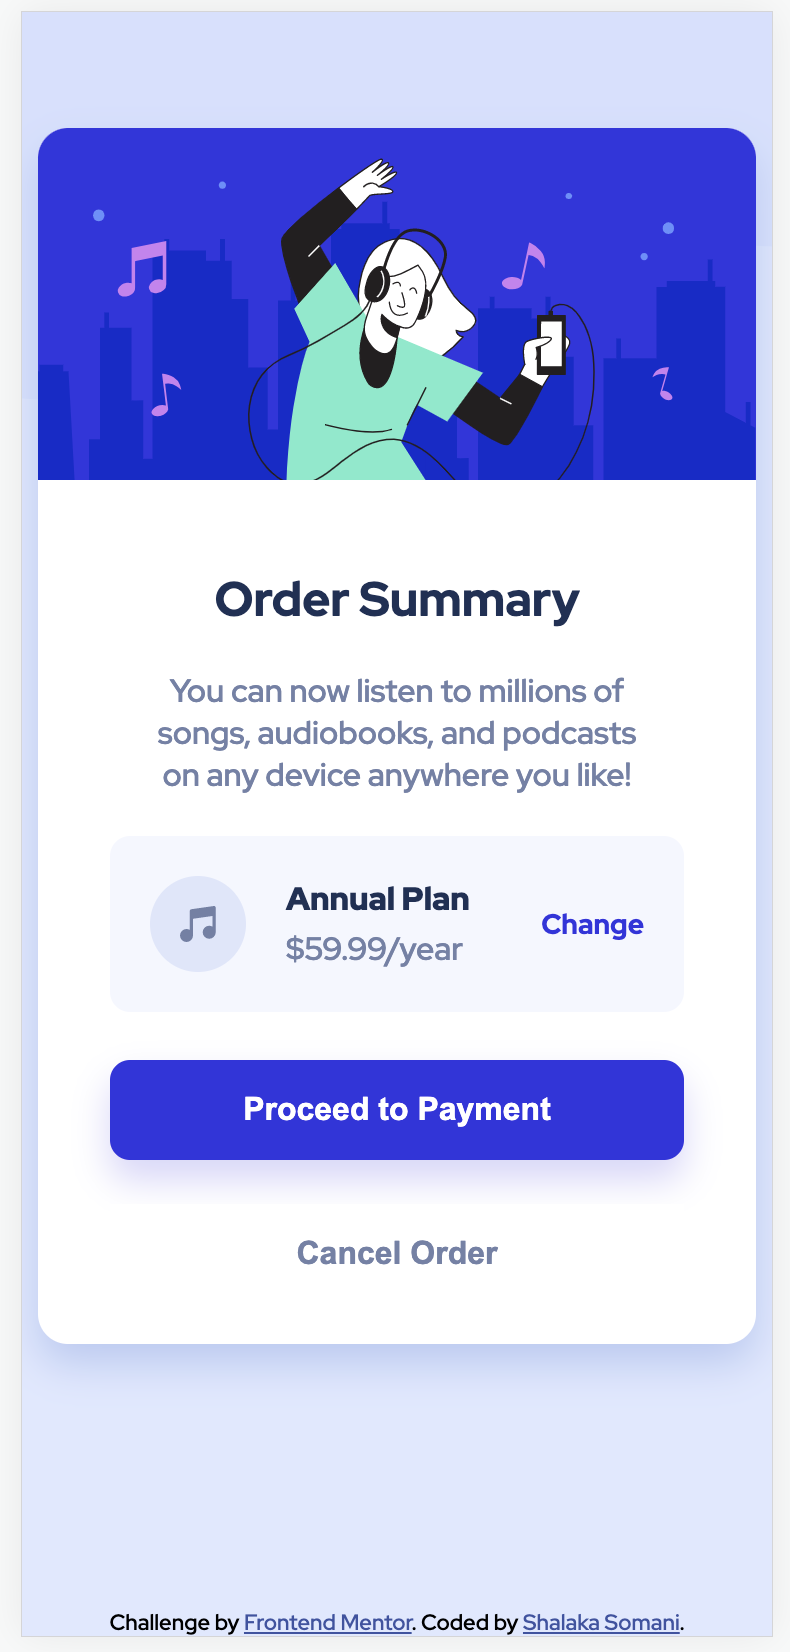 Order Summary
You can now listen to millions of
songs, audiobooks, and podcasts
on any device anywhere you like!
Annual Plan
$59.99/year
Change
Proceed to Payment
Cancel Order
Challenge by Frontend Mentor. Coded by Shalaka Somani.